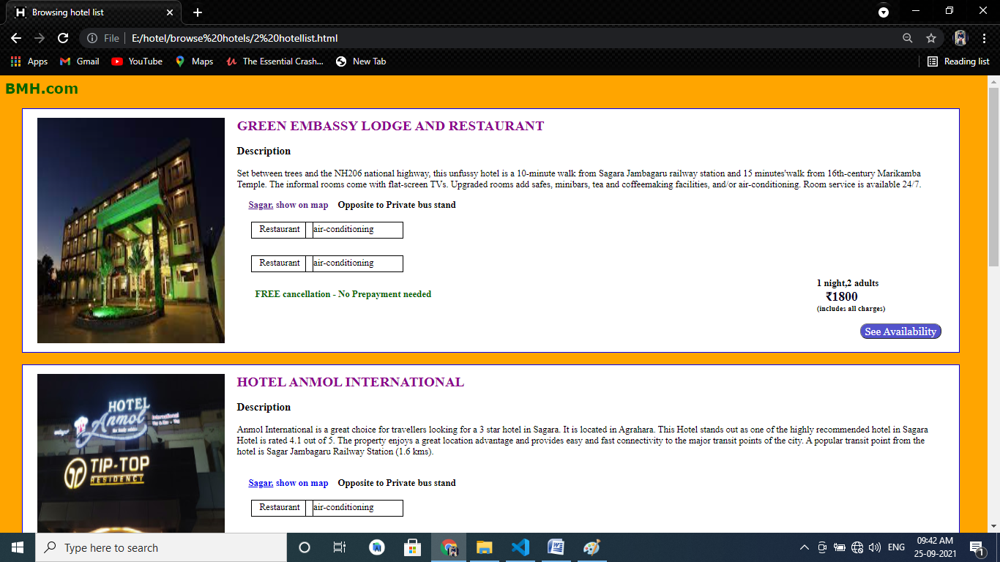 Browsing hotel list
File
E:/hotel/browse%20hotels/2%20hotellist.html
Apps
Gmail
YouTube
Maps
The Essential Crash...
New Tab
Reading list
BMH.com
GREEN EMBASSY LODGE AND RESTAURANT
Description
Set between trees and the NH206 national highway, this unfussy hotel is a 10-minute walk from Sagara Jambagaru railway station and 15 minutes'walk from 16th-century Marikamba
Temple. The informal rooms come with flat-screen TVs. Upgraded rooms add safes, minibars, tea and coffeemaking facilities, and/or air-conditioning. Room service is available 24/7.
Sagar. show on map Opposite to Private bus stand
Restaurant air-conditioning
Restaurant air-conditioning
FREE cancellation - No Prepayment needed
1 night,2 adults
₹1800
(includes all charges)
See Availability
HOTEL
Anmol
International
TIP-TOP
RESIDENCY
HOTEL ANMOL INTERNATIONAL
Description
Anmol International is a great choice for travellers looking for a 3 star hotel in Sagara. It is located in Agrahara. This Hotel stands out as one of the highly recommended hotel in Sagara
Hotel is rated 4.1 out of 5. The property enjoys a great location advantage and provides easy and fast connectivity to the major transit points of the city. A popular transit point from the
hotel is Sagar Jambagaru Railway Station (1.6 kms).
Sagar. show on map Opposite to Private bus stand
Restaurant air-conditioning
Type here to search
ENG
09:42 AM
25-09-2021
1